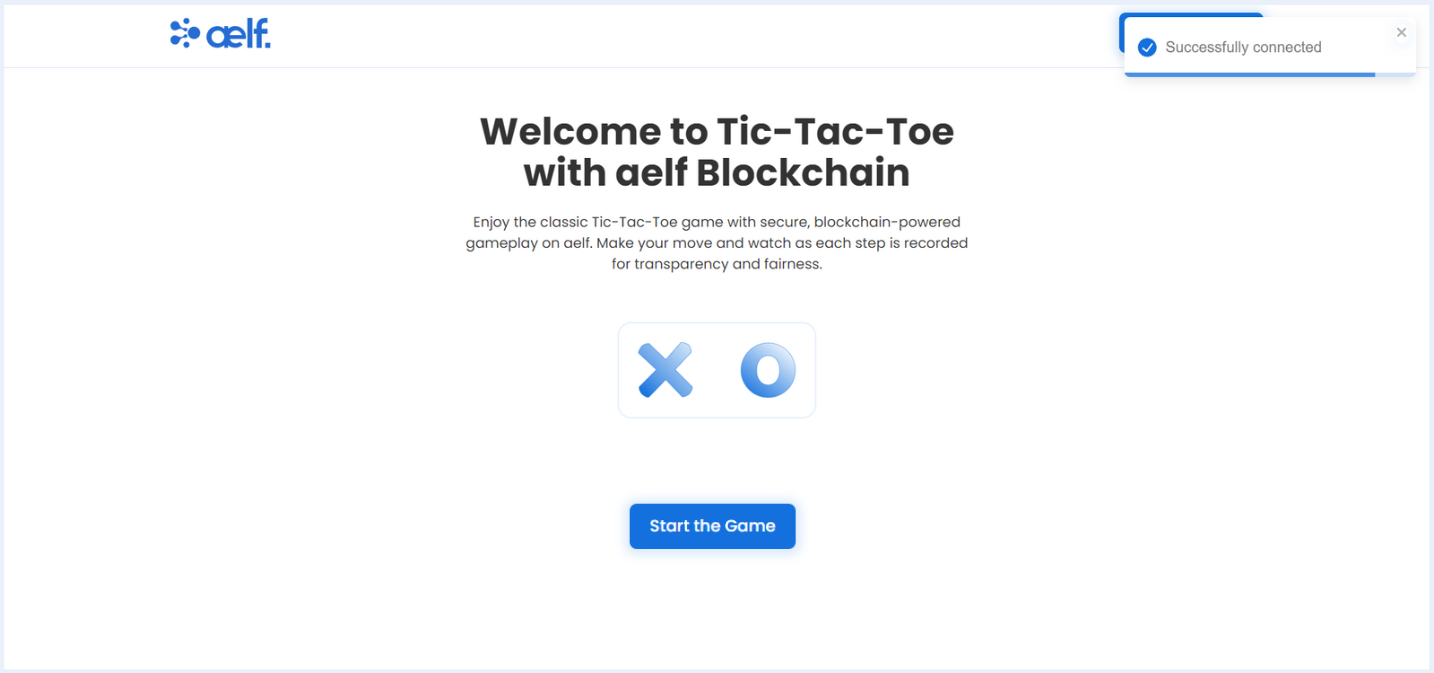 aelf.
Successfully connected
Welcome to Tic-Tac-Toe
with aelf Blockchain
Enjoy the classic Tic-Tac-Toe game with secure, blockchain-powered
gameplay on aelf. Make your move and watch as each step is recorded
for transparency and fairness.
X O
Start the Game